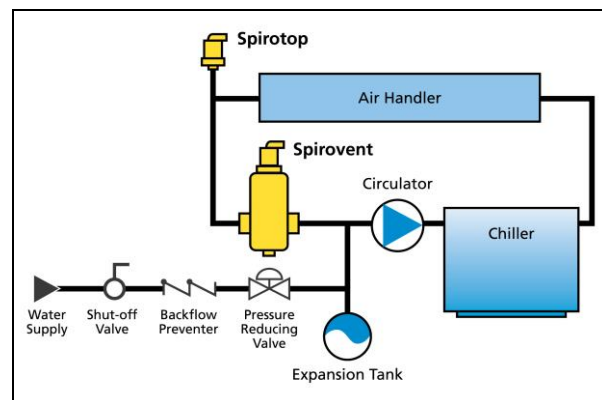 Spirotop
Air Handler
Spirovent
Circulator
Chiller
Water
Supply
Shut-off
Valve
Backflow
Preventer
Pressure
Reducing
Valve
Expansion Tank